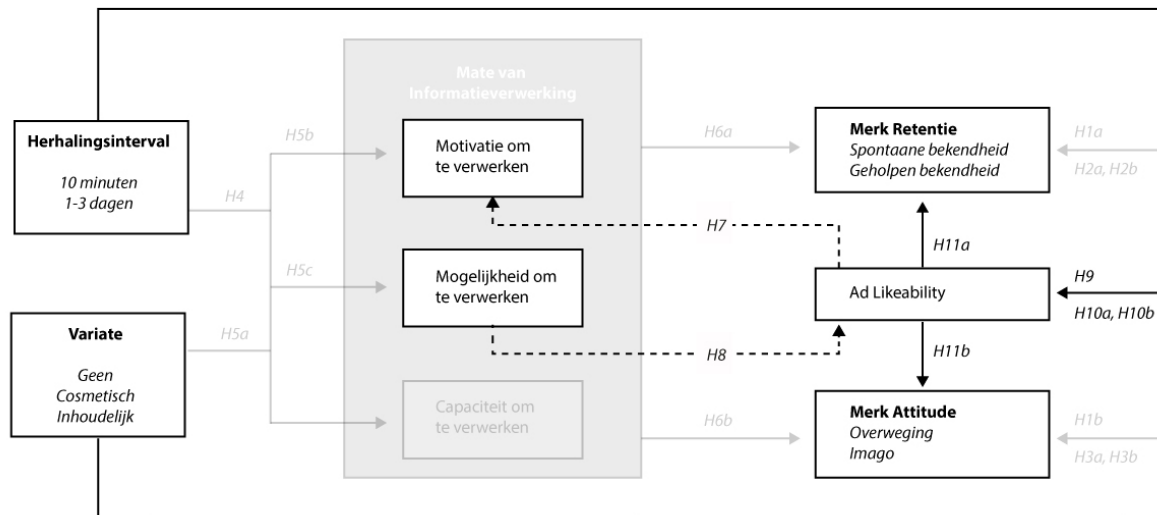 Herhalingsinterval
10 minuten
1-3 dagen
Variate
Geen
Cosmetisch
Inhoudelijk
H4
H5a
H5b
H5c
Mate van
Informatieverwerking
Motivatie om
te verwerken
Mogelijkheid om
te verwerken
Capaciteit om
te verwerken
H6a
H7
H8
H6b
Merk Retentie
Spontaane bekendheid
Geholpen bekendheid
H11a
Ad Likeability
H11b
Merk Attitude
Overweging
Imago
H1a
H2a, H2b
H9
H10a, H10b
H1b
H3a, H3b